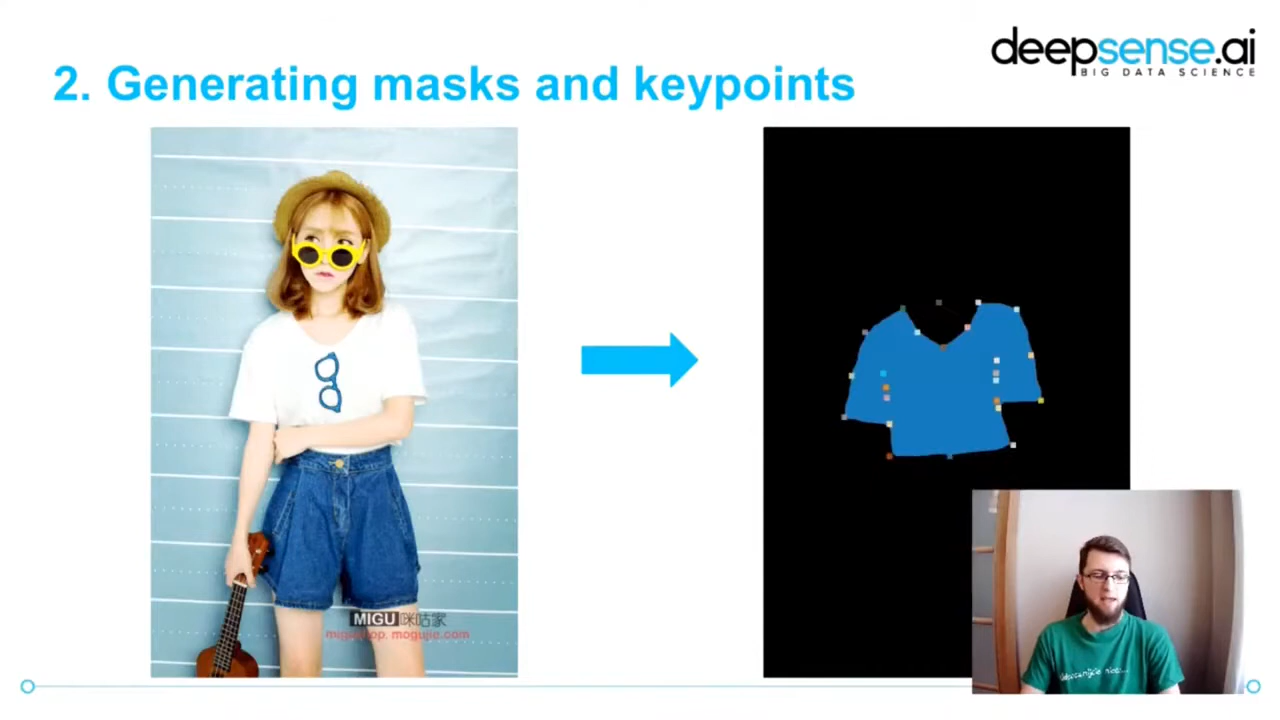 deepsense.ai
BIG DATA SCIENCE
2. Generating masks and keypoints
MIGU 咪咕家